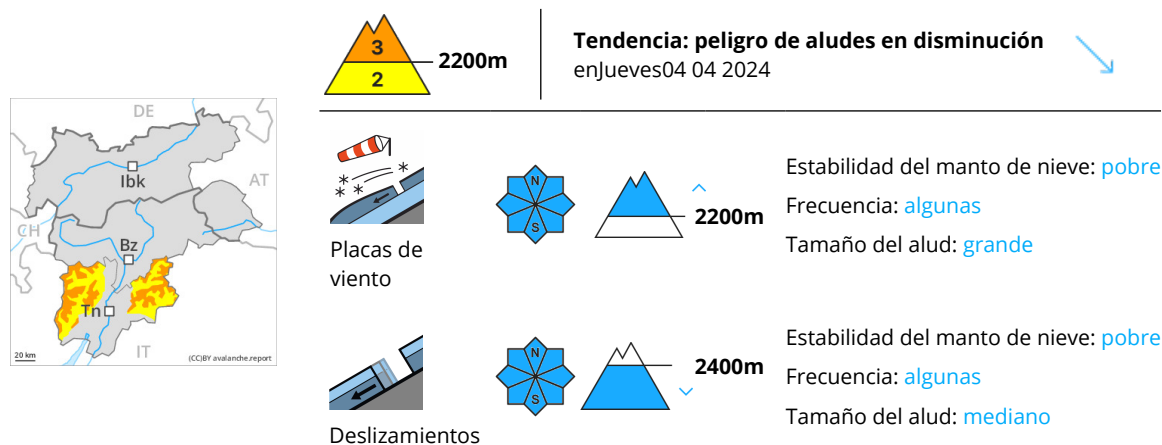 DE
AT
CH
IT
Ibk
Bz
Tn
20 km
(CC)BY avalanche.report
3
2
2200m
Tendencia: peligro de aludes en disminución
enJueves04 04 2024
N
S
2200m
Placas de
viento
Estabilidad del manto de nieve: pobre
Frecuencia: algunas
Tamaño del alud: grande
N
S
2400m
Deslizamientos
Estabilidad del manto de nieve: pobre
Frecuencia: algunas
Tamaño del alud: mediano